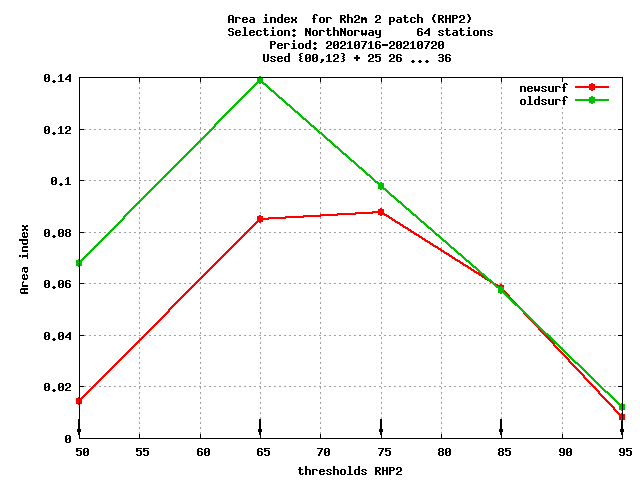 Area index  for Rh2m 2 patch (RHP2)
Selection: NorthNorway     64 stations
Period: 20210716-20210720
Used {00,12} + 25 26 ... 36
newsurf
oldsurf
0.14
0.12
0.1
0.08
0.06
0.04
0.02
0
Area index
50 55 60 65 70 75 80 85 90 95
thresholds RHP2